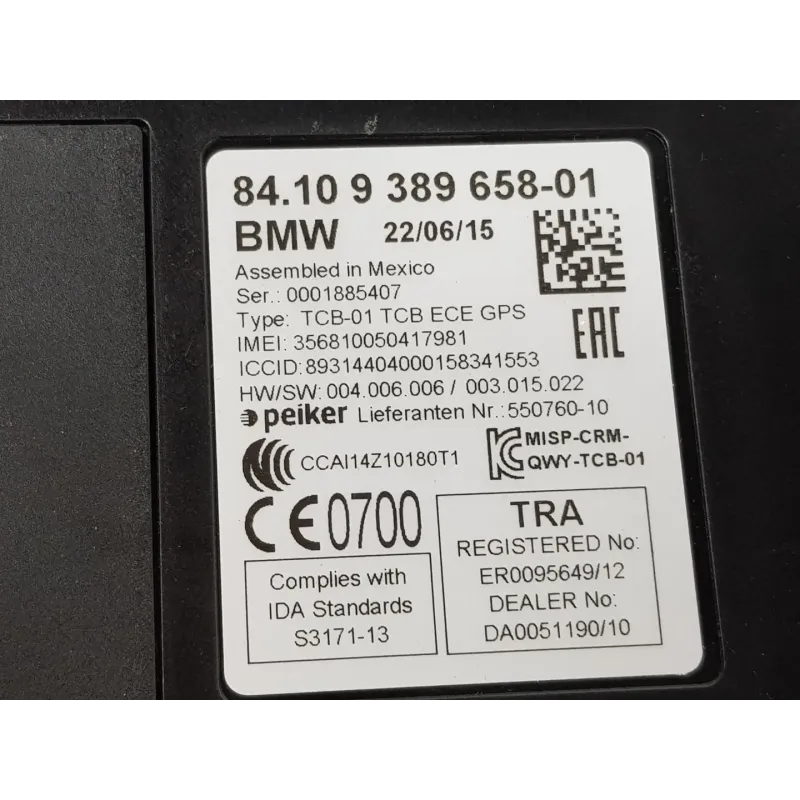 84.10 9 389 658-01
BMW 22/06/15
Assembled in Mexico
Ser.: 0001885407
Type: TCB-01 TCB ECE GPS
IMEI: 356810050417981
ICCID:89314404000158341553
HW/SW: 004.006.006 / 003.015.022
peiker Lieferanten Nr.:550760-10
EAC
CCAI14Z10180T1
MISP-CRM-
QWY-TCB-01
CE0700
Complies with
IDA Standards
S3171-13
TRA
REGISTERED No:
ER0095649/12
DEALER No:
DA0051190/10